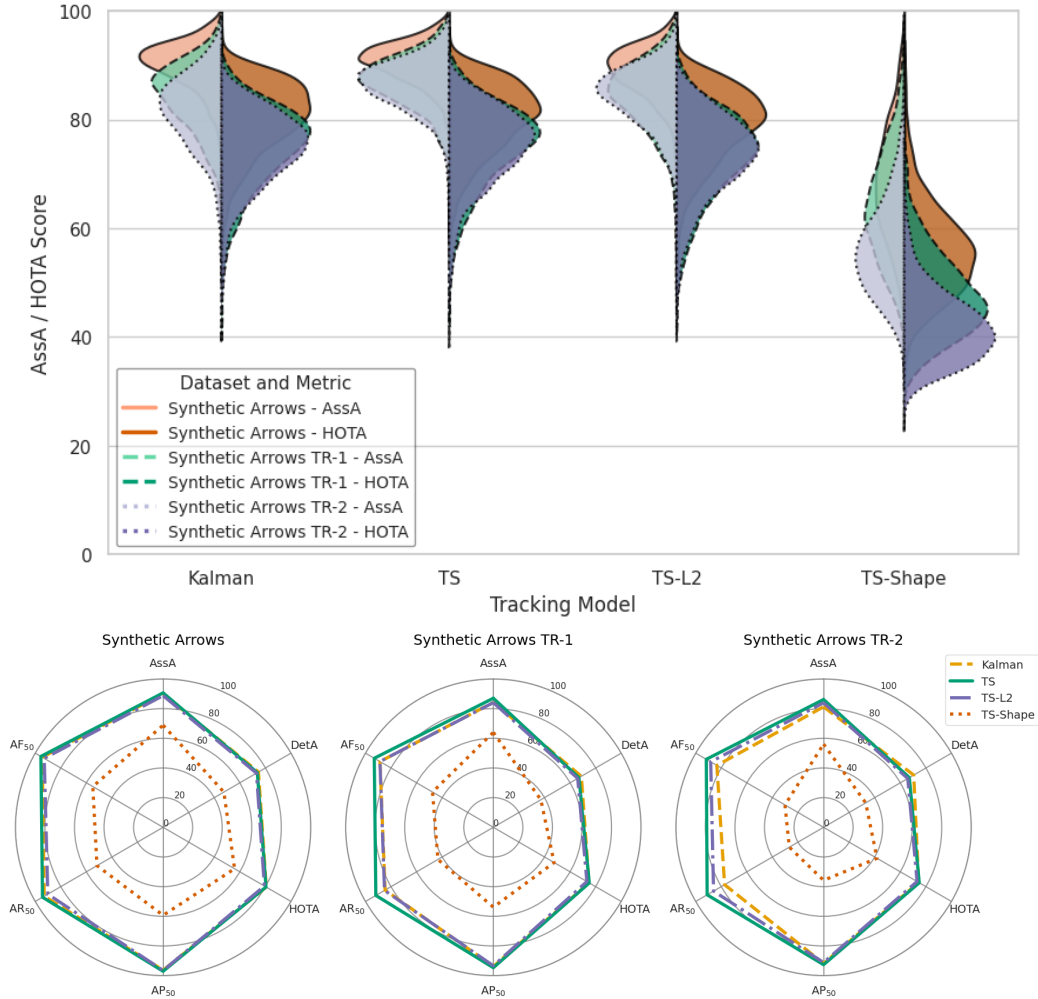 100
80
60
40
20
0
AssA / HOTA Score
Dataset and Metric
Synthetic Arrows - AssA
Synthetic Arrows - HOTA
Synthetic Arrows TR-1 - AssA
Synthetic Arrows TR-1 - HOTA
Synthetic Arrows TR-2 - AssA
Synthetic Arrows TR-2 - HOTA
Kalman TS TS-L2 TS-Shape
Tracking Model
Synthetic Arrows
AssA
DetA
HOTA
AP50
AR50
AF50
0
20
40
60
80
100
Synthetic Arrows TR-1
AssA
DetA
HOTA
AP50
AR50
AF50
0
20
40
60
80
100
Synthetic Arrows TR-2
AssA
DetA
HOTA
AP50
AR50
AF50
0
20
40
60
80
100
Kalman
TS
TS-L2
TS-Shape